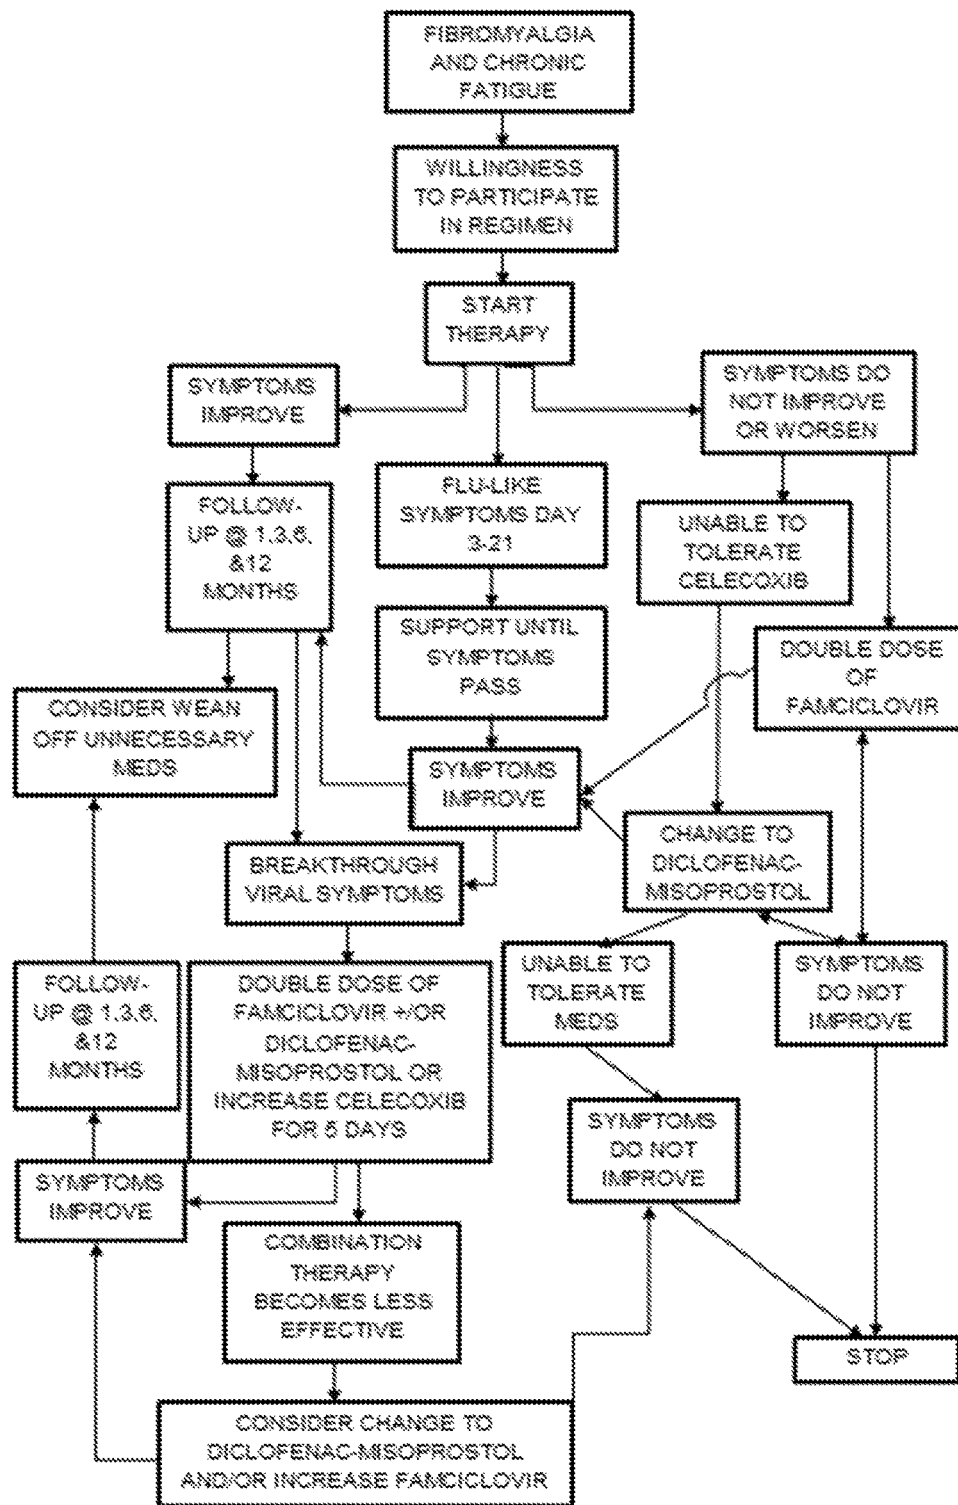 FIBROMYALGIA
AND CHRONIC
FATIGUE
WILLINGNESS
TO PARTICIPATE
IN REGIMEN
START
THERAPY
SYMPTOMS
IMPROVE
SYMPTOMS DO
NOT IMPROVE
OR WORSEN
FOLLOW-
UP @ 1,3,6,
&12
MONTHS
FLU-LIKE
SYMPTOMS DAY
3-21
UNABLE TO
TOLERATE
CELECOXIB
SUPPORT UNTIL
SYMPTOMS
PASS
DOUBLE DOSE
OF
FAMCICLOVIR
CONSIDER WEAN
OFF UNNECESSARY
MEDS
SYMPTOMS
IMPROVE
CHANGE TO
DICLOFENAC-
MISOPROSTOL
BREAKTHROUGH
VIRAL SYMPTOMS
FOLLOW-
UP @ 1,3,6,
&12
MONTHS
DOUBLE DOSE OF
FAMCICLOVIR +/OR
DICLOFENAC-
MISOPROSTOL OR
INCREASE CELECOXIB
FOR 5 DAYS
UNABLE TO
TOLERATE
MEDS
SYMPTOMS
DO NOT
IMPROVE
SYMPTOMS
DO NOT
IMPROVE
SYMPTOMS
IMPROVE
COMBINATION
THERAPY
BECOMES LESS
EFFECTIVE
STOP
CONSIDER CHANGE TO
DICLOFENAC-MISOPROSTOL
AND/OR INCREASE FAMCICLOVIR